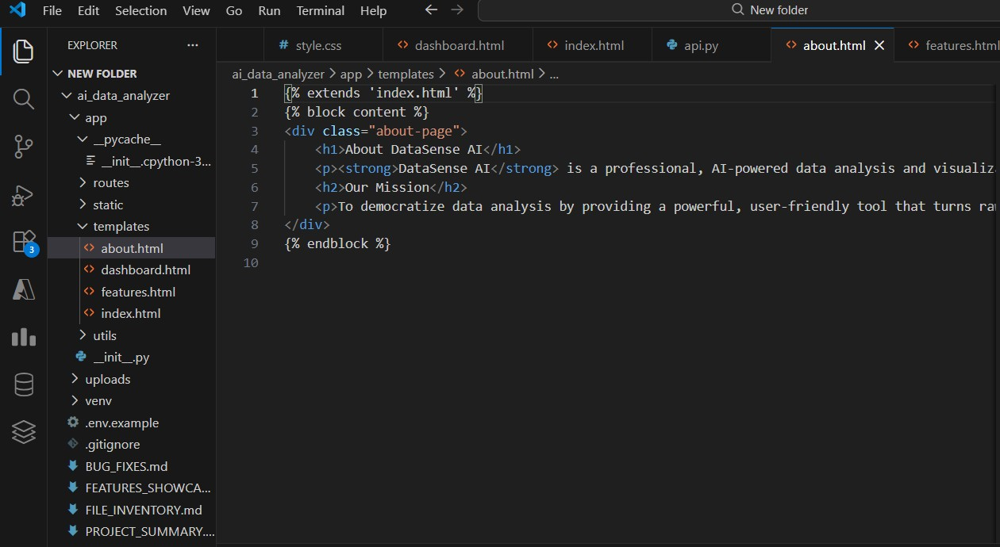 File Edit Selection View Go Run Terminal Help New folder
EXPLORER ...
# style.css dashboard.html index.html api.py about.html features.html
NEW FOLDER
ai_data_analyzer
app
__pycache__
__init__.cpython-3...
routes
static
templates
about.html
dashboard.html
features.html
index.html
utils
__init__.py
uploads
venv
.env.example
.gitignore
BUG_FIXES.md
FEATURES_SHOWCA...
FILE_INVENTORY.md
PROJECT_SUMMARY....
3
ai_data_analyzer > app > templates > about.html > ...
1 {% extends 'index.html' %}
2 {% block content %}
3 <div class="about-page">
4 <h1>About DataSense AI</h1>
5 <p><strong>DataSense AI</strong> is a professional, AI-powered data analysis and visualiz
6 <h2>Our Mission</h2>
7 <p>To democratize data analysis by providing a powerful, user-friendly tool that turns ra
8 </div>
9 {% endblock %}
10